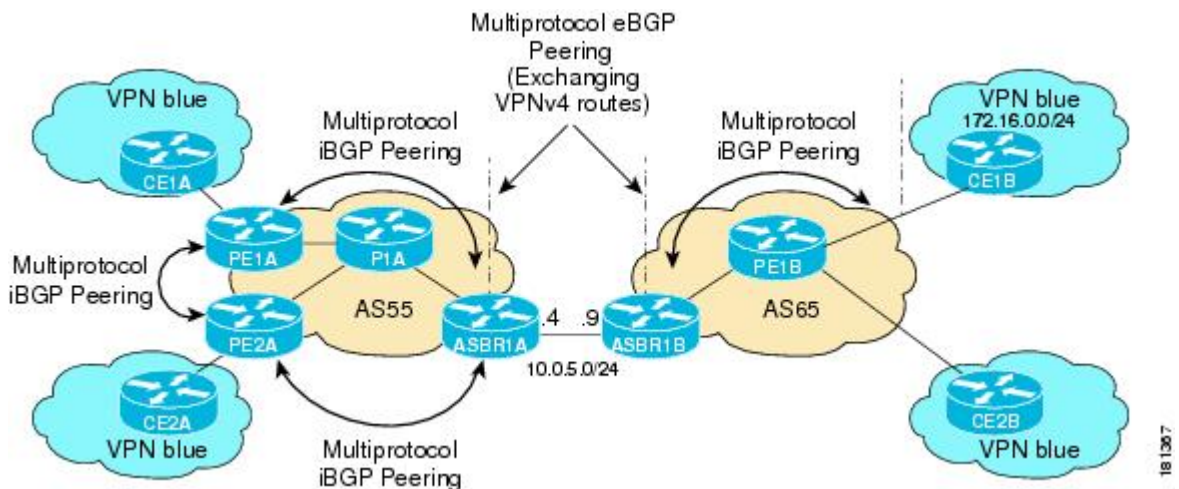 Multiprotocol eBGP
Peering
(Exchanging
VPNv4 routes)
VPN blue
CE1A
Multiprotocol
iBGP Peering
Multiprotocol
iBGP Peering
VPN blue
172.16.0.0/24
CE1B
PE1A
P1A
PE1B
Multiprotocol
iBGP Peering
AS55
AS65
PE2A
ASBR1A
.4
.9
ASBR1B
10.0.5.0/24
CE2A
VPN blue
CE2B
VPN blue
Multiprotocol
iBGP Peering
181367